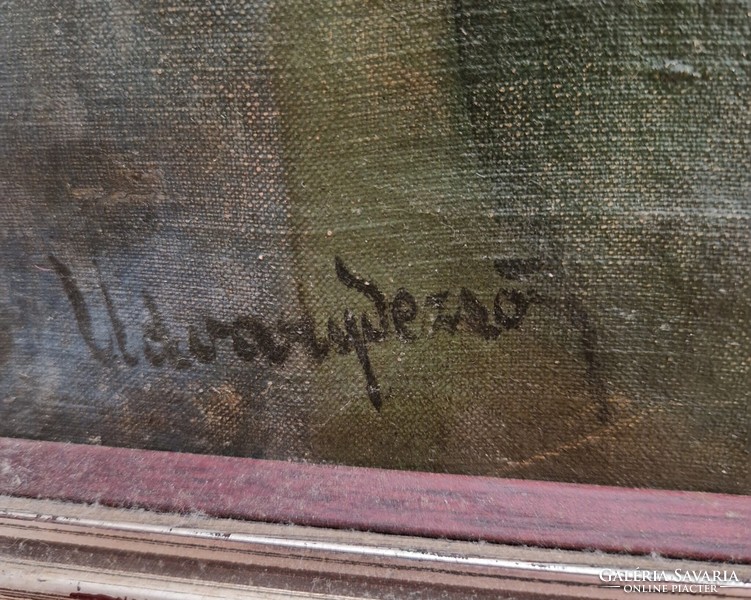 Udvary Dezső
GALÉRIA SAVARIA
ONLINE PIACTÉR